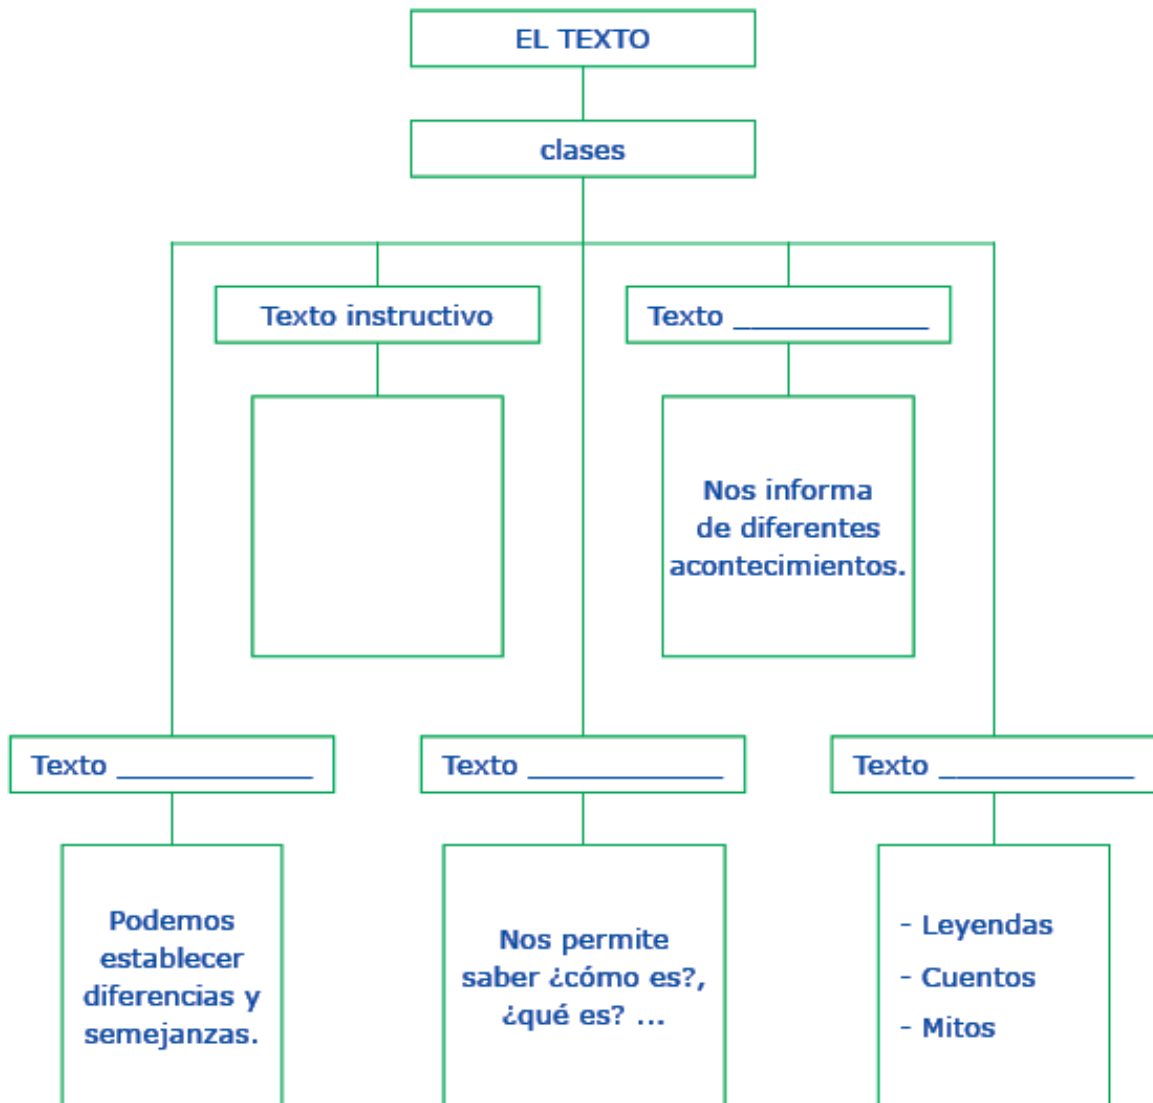 EL TEXTO
clases
Texto instructivo
Texto ____________
Nos informa
de diferentes
acontecimientos.
Texto ____________
Texto ____________
Texto ____________
Podemos
establecer
diferencias y
semejanzas.
Nos permite
saber ¿cómo es?,
¿qué es? ...
- Leyendas
- Cuentos
- Mitos